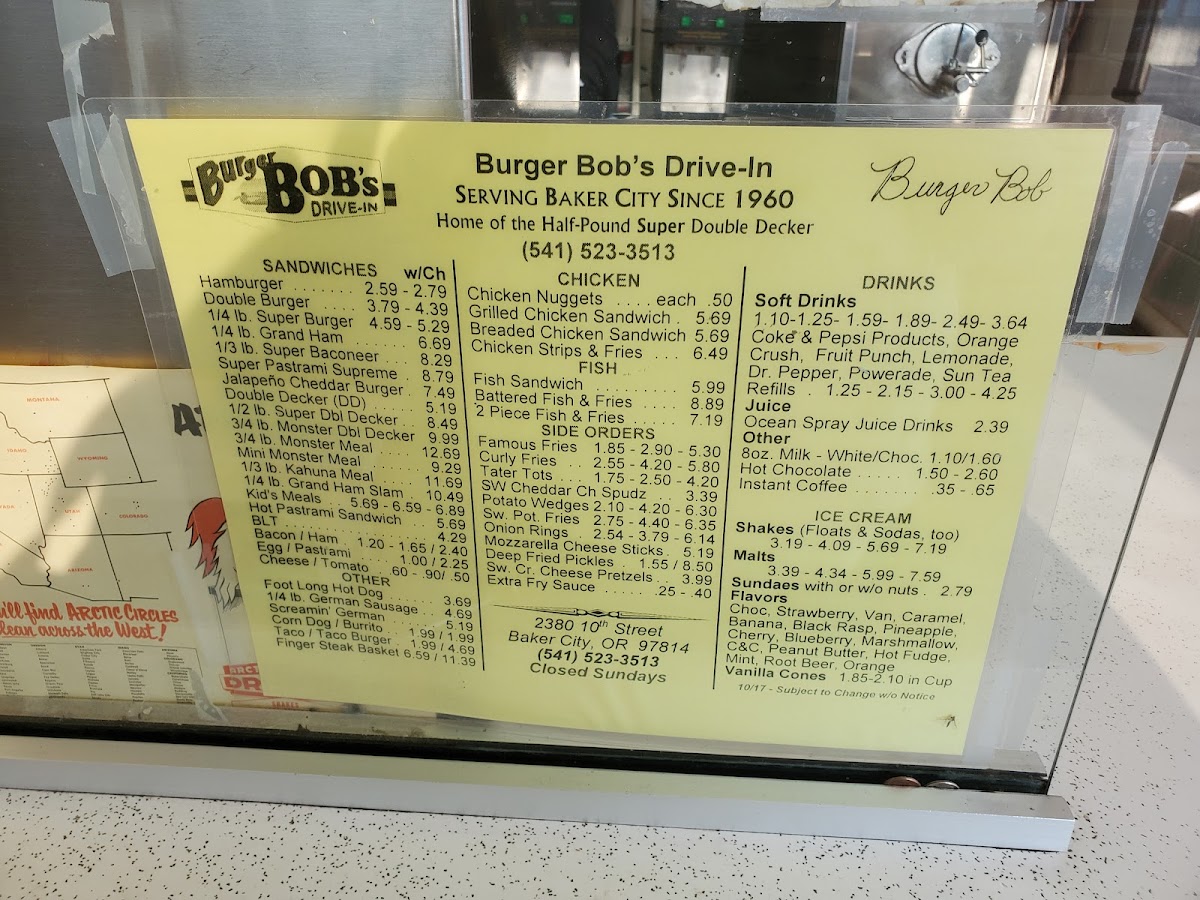 Burger BOB'S DRIVE-IN
Burger Bob's Drive-In
SERVING BAKER CITY SINCE 1960
Home of the Half-Pound Super Double Decker
(541) 523-3513
Burger Bob
SANDWICHES w/Ch
Hamburger ....... 2.59 - 2.79
Double Burger 3.79 - 4.39
1/4 lb. Super Burger 4.59 - 5.29
1/4 lb. Grand Ham 6.69
1/3 lb. Super Baconeer 8.29
Super Pastrami Supreme . 8.79
Jalapeño Cheddar Burger . 7.49
Double Decker (DD) .... 5.19
1/2 lb. Super Dbl Decker . 8.49
3/4 lb. Monster Dbl Decker 9.99
3/4 lb. Monster Meal .... 12.69
Mini Monster Meal ...... 9.29
1/3 lb. Kahuna Meal .... 11.69
1/4 lb. Grand Ham Slam . 10.49
Kid's Meals . 5.69 - 6.59 - 6.89
Hot Pastrami Sandwich 5.69
BLT ............. 4.29
Bacon / Ham . 1.20 - 1.65 / 2.40
Egg / Pastrami .... 1.00 / 2.25
Cheese / Tomato . .60 - .90/ .50
OTHER
Foot Long Hot Dog ..... 3.69
1/4 lb. German Sausage . 4.69
Screamin' German ..... 5.19
Corn Dog / Burrito . 1.99 / 1.99
Taco / Taco Burger . 1.99 / 4.69
Finger Steak Basket 6.59 / 11.39
CHICKEN
Chicken Nuggets .... each .50
Grilled Chicken Sandwich . 5.69
Breaded Chicken Sandwich 5.69
Chicken Strips & Fries ... 6.49
FISH
Fish Sandwich .......... 5.99
Battered Fish & Fries .... 8.89
2 Piece Fish & Fries ..... 7.19
SIDE ORDERS
Famous Fries 1.85 - 2.90 - 5.30
Curly Fries .. 2.55 - 4.20 - 5.80
Tater Tots ... 1.75 - 2.50 - 4.20
SW Cheddar Ch Spudz .. 3.39
Potato Wedges 2.10 - 4.20 - 6.30
Sw. Pot. Fries 2.75 - 4.40 - 6.35
Onion Rings . 2.54 - 3.79 - 6.14
Mozzarella Cheese Sticks . 5.19
Deep Fried Pickles . 1.55 / 8.50
Sw. Cr. Cheese Pretzels .. 3.99
Extra Fry Sauce ...... .25 - .40
2380 10th Street
Baker City, OR 97814
(541) 523-3513
Closed Sundays
DRINKS
Soft Drinks
1.10-1.25- 1.59- 1.89- 2.49- 3.64
Coke & Pepsi Products, Orange
Crush, Fruit Punch, Lemonade,
Dr. Pepper, Powerade, Sun Tea
Refills . 1.25 - 2.15 - 3.00 - 4.25
Juice
Ocean Spray Juice Drinks 2.39
Other
8oz. Milk - White/Choc. 1.10/1.60
Hot Chocolate ..... 1.50 - 2.60
Instant Coffee ........ .35 - .65
ICE CREAM
Shakes (Floats & Sodas, too)
3.19 - 4.09 - 5.69 - 7.19
Malts
3.39 - 4.34 - 5.99 - 7.59
Sundaes with or w/o nuts . 2.79
Flavors
Choc, Strawberry, Van, Caramel,
Banana, Black Rasp, Pineapple,
Cherry, Blueberry, Marshmallow,
C&C, Peanut Butter, Hot Fudge,
Mint, Root Beer, Orange
Vanilla Cones 1.85-2.10 in Cup
10/17 - Subject to Change w/o Notice
MONTANA
IDAHO
WYOMING
UTAH
COLORADO
ARIZONA
find ARCTIC CIRCLES
across the West!